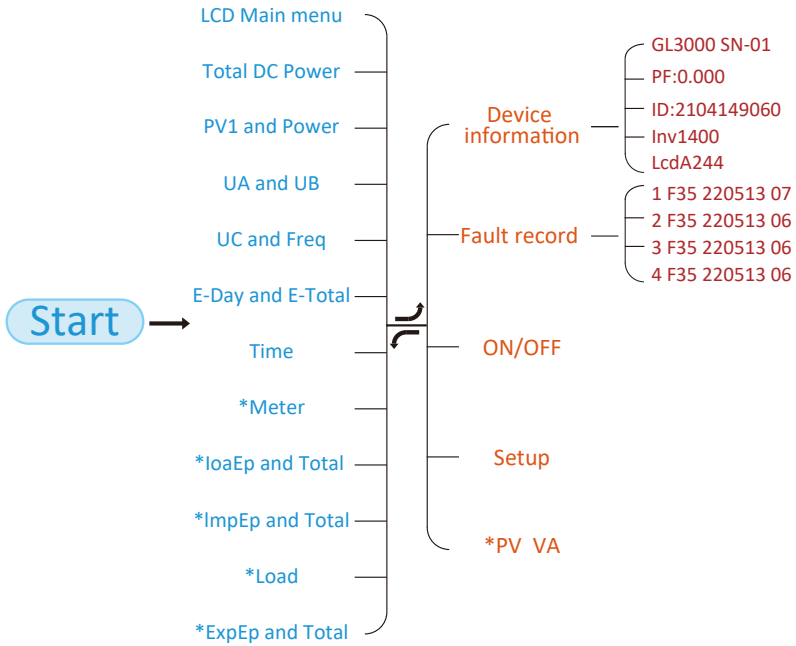 Start
LCD Main menu
Total DC Power
PV1 and Power
UA and UB
UC and Freq
E-Day and E-Total
Time
*Meter
*IoaEp and Total
*ImpEp and Total
*Load
*ExpEp and Total
Device
information
Fault record
ON/OFF
Setup
*PV VA
GL3000 SN-01
PF:0.000
ID:2104149060
Inv1400
LcdA244
1 F35 220513 07
2 F35 220513 06
3 F35 220513 06
4 F35 220513 06